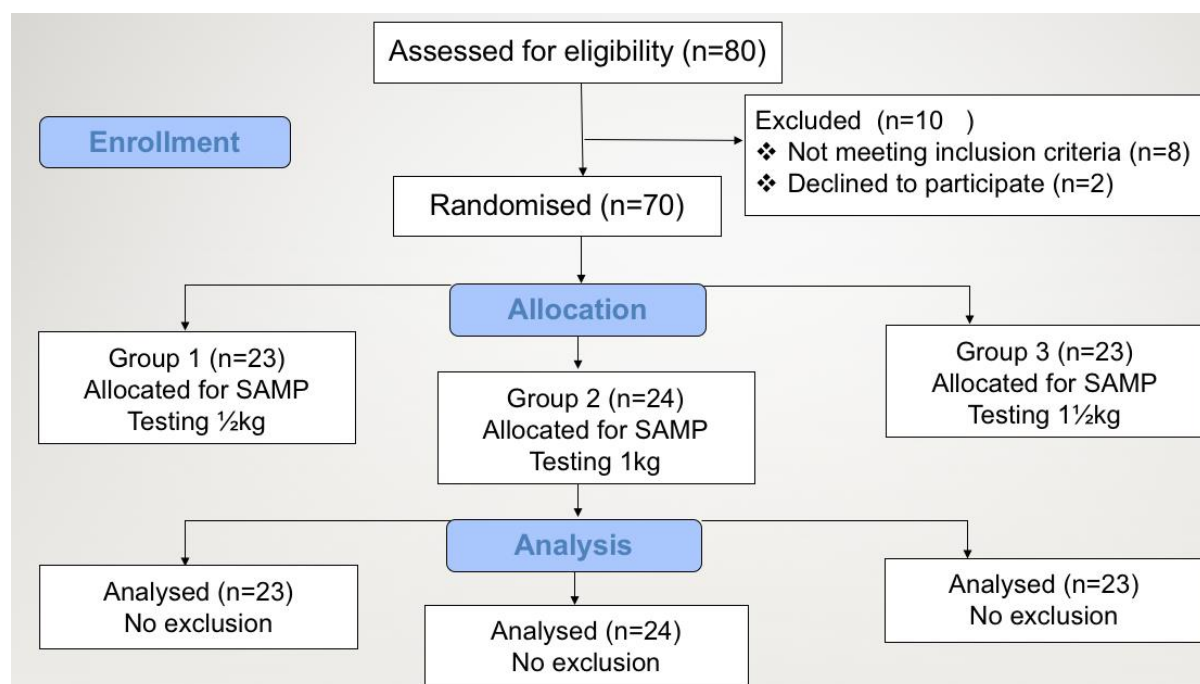 Assessed for eligibility (n=80)
Enrollment
Excluded (n=10 )
❖ Not meeting inclusion criteria (n=8)
❖ Declined to participate (n=2)
Randomised (n=70)
Allocation
Group 1 (n=23)
Allocated for SAMP
Testing ½kg
Group 2 (n=24)
Allocated for SAMP
Testing 1kg
Group 3 (n=23)
Allocated for SAMP
Testing 1½kg
Analysis
Analysed (n=23)
No exclusion
Analysed (n=24)
No exclusion
Analysed (n=23)
No exclusion